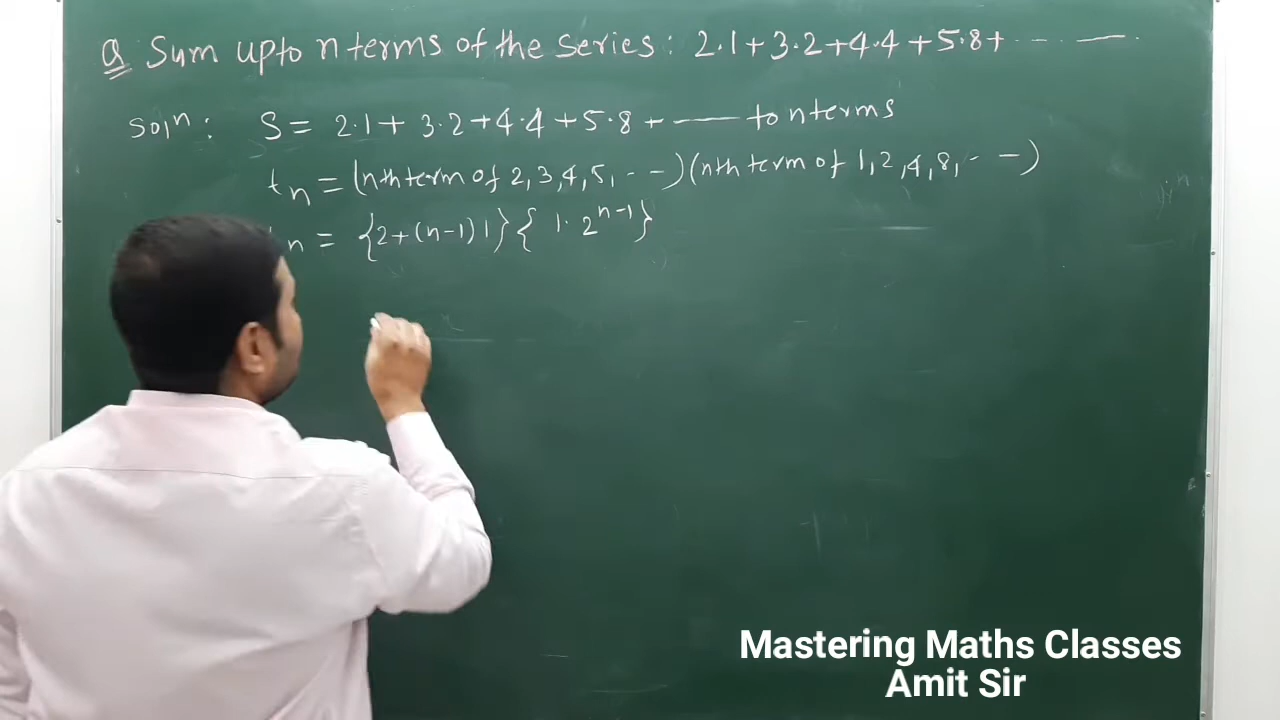 Q Sum upto n terms of the series: 2·1+3·2+4·4+5·8+ ---- ——.
Solⁿ: S = 2·1+ 3·2+4·4+5·8 + —— to n terms
tn = (nth term of 2,3,4,5, - - —)(nth term of 1,2,4,8, - - —)
n = {2+(n-1)1}{1·2^{n-1}}
Mastering Maths Classes
Amit Sir